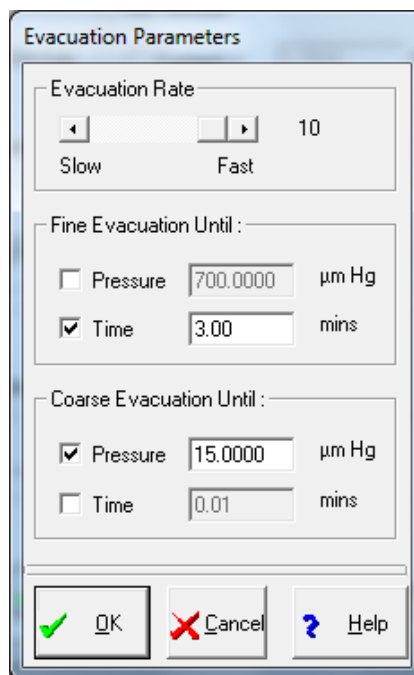 Evacuation Parameters
Evacuation Rate
10
Slow Fast
Fine Evacuation Until :
Pressure 700.0000 µm Hg
Time 3.00 mins
Coarse Evacuation Until :
Pressure 15.0000 µm Hg
Time 0.01 mins
OK Cancel Help